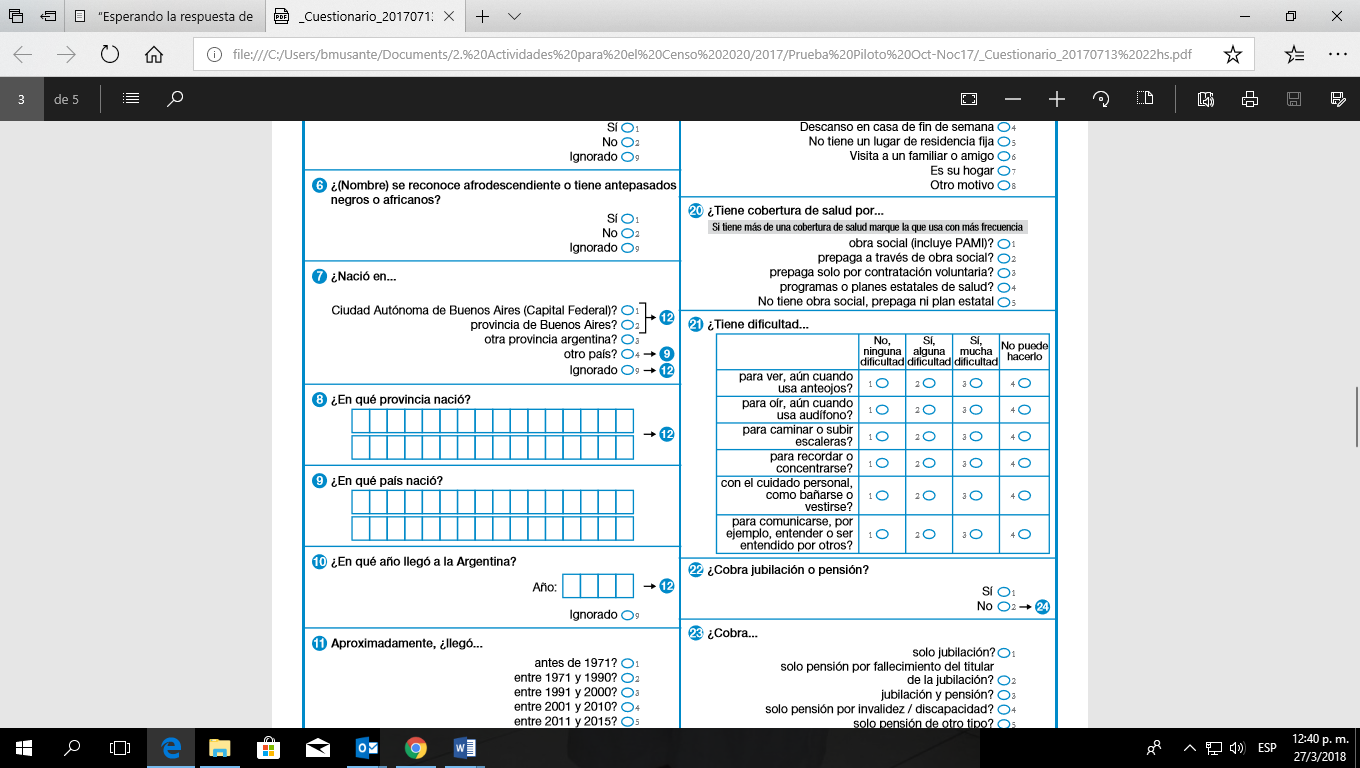 "Esperando la respuesta de
_Cuestionario_20170713
file:///C:/Users/bmusante/Documents/2.%20Actividades%20para%20el%20Censo%202020/2017/Prueba%20Piloto%20Oct-Noc17/_Cuestionario_20170713%2022hs.pdf
3 de 5
Sí 1
No 2
Ignorado 9
6 ¿(Nombre) se reconoce afrodescendiente o tiene antepasados
negros o africanos?
Sí 1
No 2
Ignorado 9
7 ¿Nació en...
Ciudad Autónoma de Buenos Aires (Capital Federal)? 1
provincia de Buenos Aires? 2 → 12
otra provincia argentina? 3
otro país? 4 → 9
Ignorado 9 → 12
8 ¿En qué provincia nació?
→ 12
9 ¿En qué país nació?
10 ¿En qué año llegó a la Argentina?
Año: → 12
Ignorado 9
11 Aproximadamente, ¿llegó...
antes de 1971? 1
entre 1971 y 1990? 2
entre 1991 y 2000? 3
entre 2001 y 2010? 4
entre 2011 y 2015? 5
Descanso en casa de fin de semana 4
No tiene un lugar de residencia fija 5
Visita a un familiar o amigo 6
Es su hogar 7
Otro motivo 8
20 ¿Tiene cobertura de salud por...
Si tiene más de una cobertura de salud marque la que usa con más frecuencia
obra social (incluye PAMI)? 1
prepaga a través de obra social? 2
prepaga solo por contratación voluntaria? 3
programas o planes estatales de salud? 4
No tiene obra social, prepaga ni plan estatal 5
21 ¿Tiene dificultad...
No, ninguna dificultad Sí, alguna dificultad Sí, mucha dificultad No puede hacerlo
para ver, aún cuando
usa anteojos? 1 2 3 4
para oír, aún cuando
usa audífono? 1 2 3 4
para caminar o subir
escaleras? 1 2 3 4
para recordar o
concentrarse? 1 2 3 4
con el cuidado personal,
como bañarse o
vestirse? 1 2 3 4
para comunicarse, por
ejemplo, entender o ser
entendido por otros? 1 2 3 4
22 ¿Cobra jubilación o pensión?
Sí 1
No 2 → 24
23 ¿Cobra...
solo jubilación? 1
solo pensión por fallecimiento del titular
de la jubilación? 2
jubilación y pensión? 3
solo pensión por invalidez / discapacidad? 4
solo pensión de otro tipo? 5
ESP
12:40 p. m.
27/3/2018